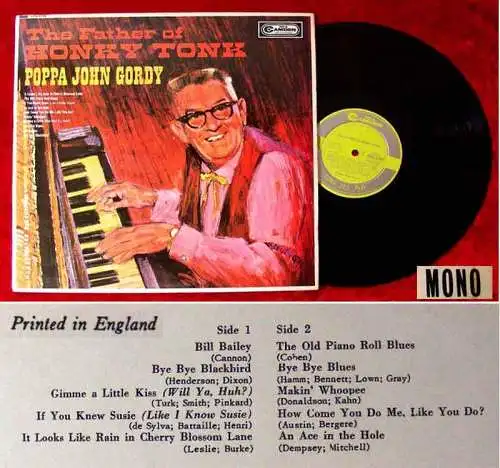 The Father of
HONKY TONK
POPPA JOHN GORDY
CAMDEN
MONO
Printed in England
Side 1
Bill Bailey
(Cannon)
Bye Bye Blackbird
(Henderson; Dixon)
Gimme a Little Kiss (Will Ya, Huh?)
(Turk; Smith; Pinkard)
If You Knew Susie (Like I Know Susie)
(de Sylva; Battaille; Henri)
It Looks Like Rain in Cherry Blossom Lane
(Leslie; Burke)
Side 2
The Old Piano Roll Blues
(Cohen)
Bye Bye Blues
(Hamm; Bennett; Lown; Gray)
Makin' Whoopee
(Donaldson; Kahn)
How Come You Do Me, Like You Do?
(Austin; Bergere)
An Ace in the Hole
(Dempsey; Mitchell)